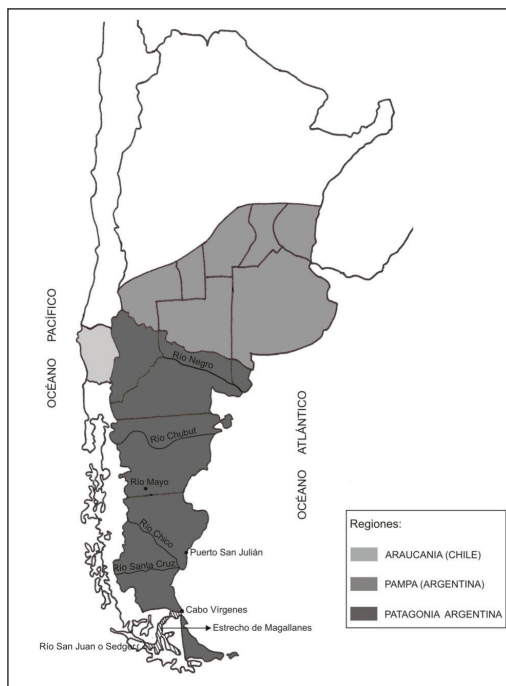 OCÉANO PACÍFICO
Río Negro
OCÉANO ATLÁNTICO
Río Chubut
Río Mayo
Río Chico
Puerto San Julián
Río Santa Cruz
Cabo Vírgenes
Estrecho de Magallanes
Río San Juan o Sedger
Regiones:
ARAUCANIA (CHILE)
PAMPA (ARGENTINA)
PATAGONIA ARGENTINA